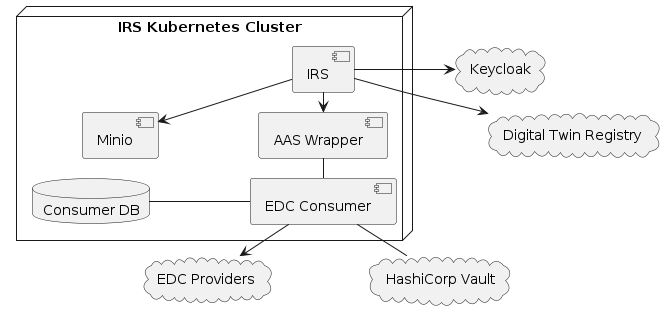 IRS Kubernetes Cluster
IRS
Keycloak
Minio
AAS Wrapper
Digital Twin Registry
Consumer DB
EDC Consumer
EDC Providers
HashiCorp Vault